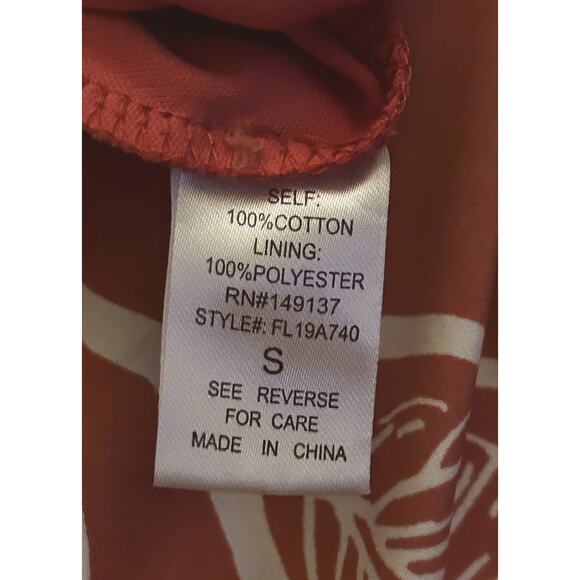 SELF:
100%COTTON
LINING:
100%POLYESTER
RN#149137
STYLE#: FL19A740
S
SEE REVERSE
FOR CARE
MADE IN CHINA